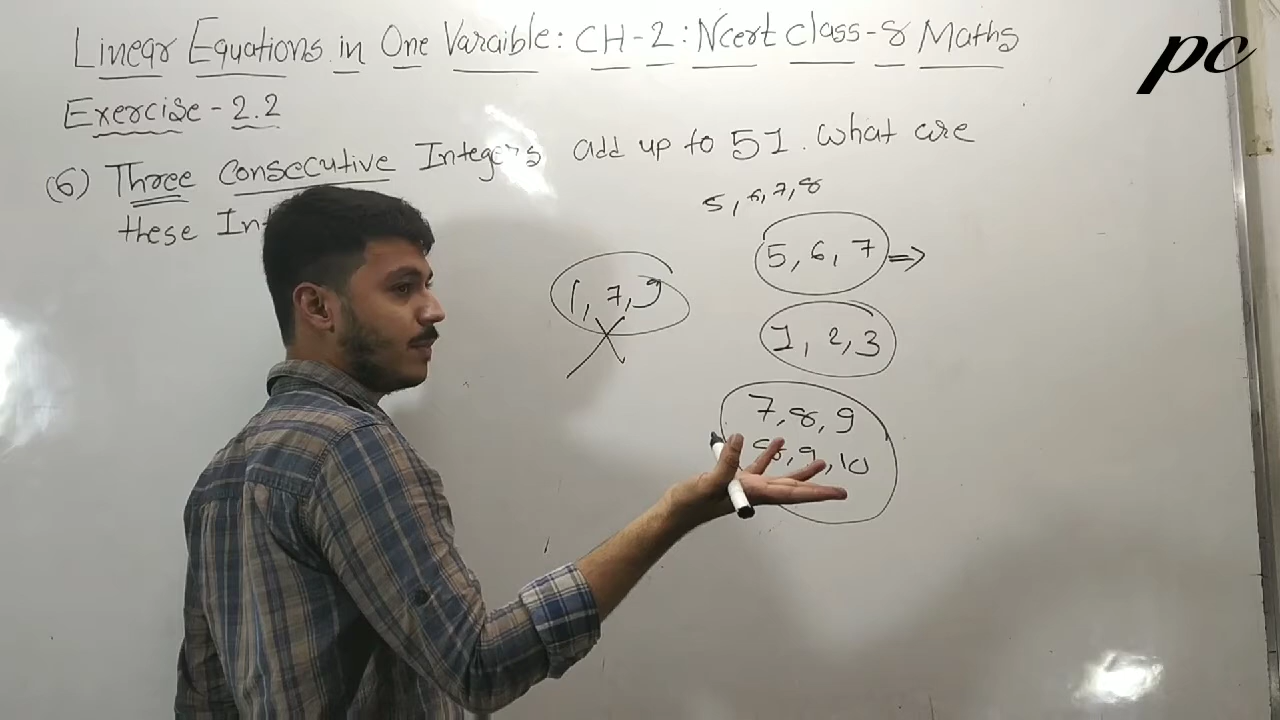 Linear Equations in One Varaible: CH-2: Ncert Class-8 Maths
pc
Exercise - 2.2
(6) Three Consecutive Integers add up to 51. What are
these Int
5, 6, 7, 8
5, 6, 7 ⇒
1, 7, 9
1, 2, 3
7, 8, 9
8, 9, 10